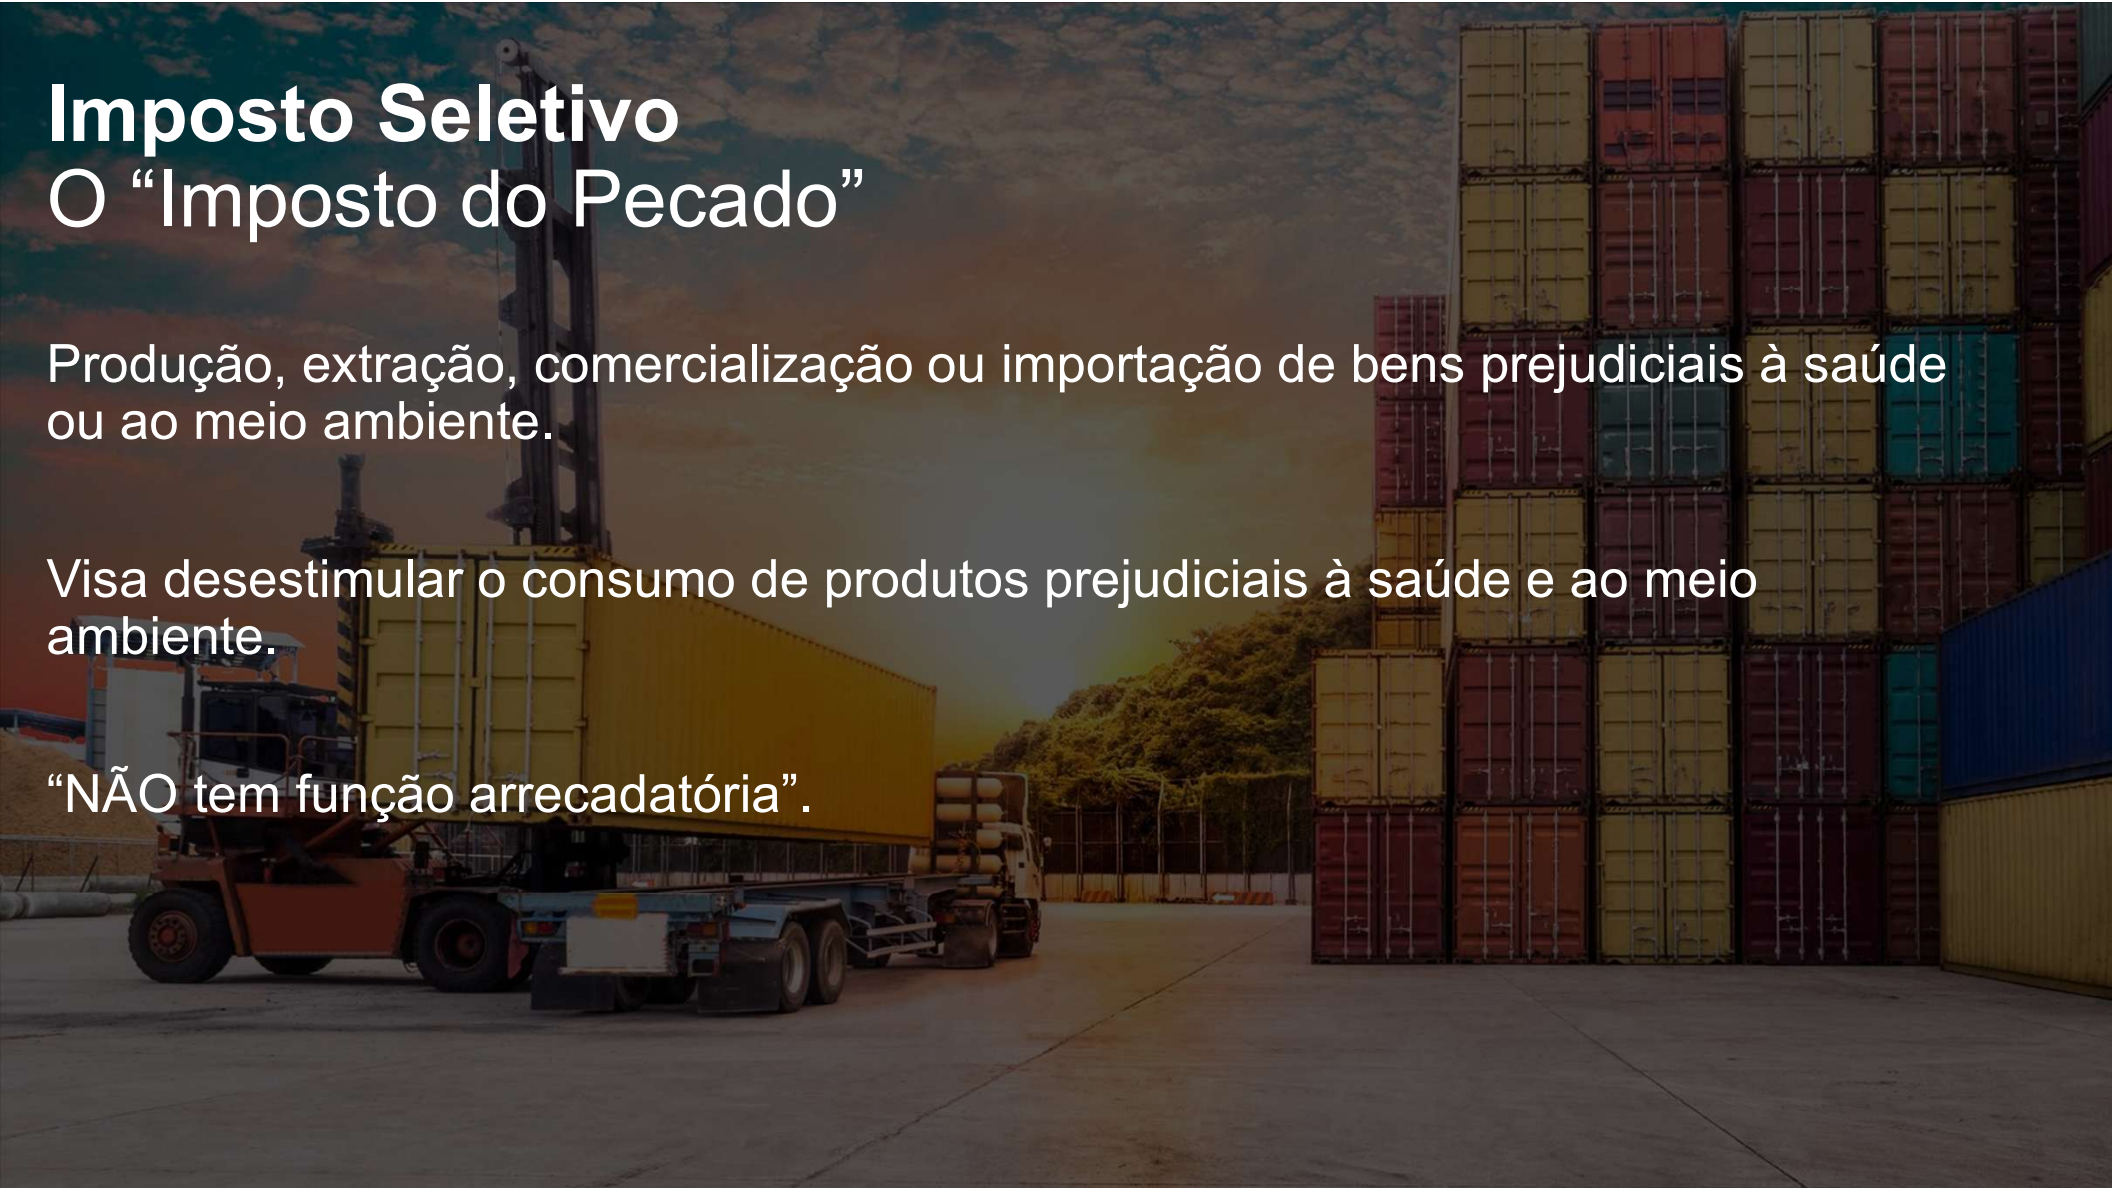 Imposto Seletivo
O “Imposto do Pecado”
Produção, extração, comercialização ou importação de bens prejudiciais à saúde
ou ao meio ambiente.
Visa desestimular o consumo de produtos prejudiciais à saúde e ao meio
ambiente.
“NÃO tem função arrecadatória”.